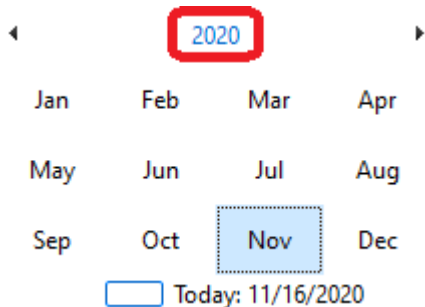 2020
Jan Feb Mar Apr
May Jun Jul Aug
Sep Oct Nov Dec
Today: 11/16/2020